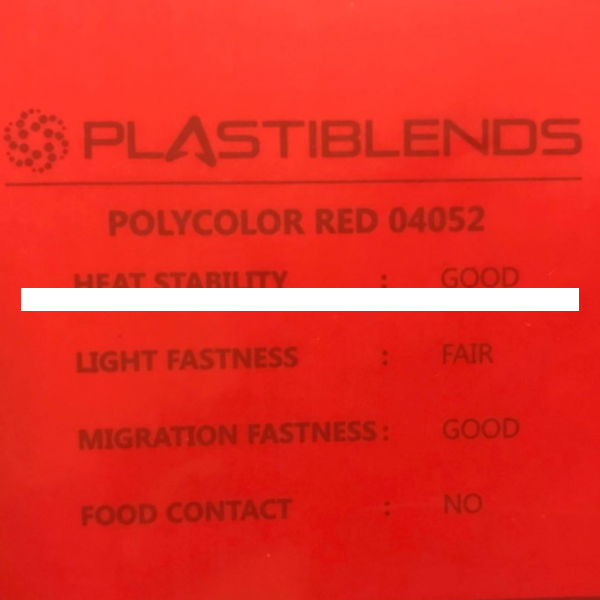 PLASTIBLENDS
POLYCOLOR RED 04052
HEAT STABILITY : GOOD
LIGHT FASTNESS : FAIR
MIGRATION FASTNESS : GOOD
FOOD CONTACT : NO